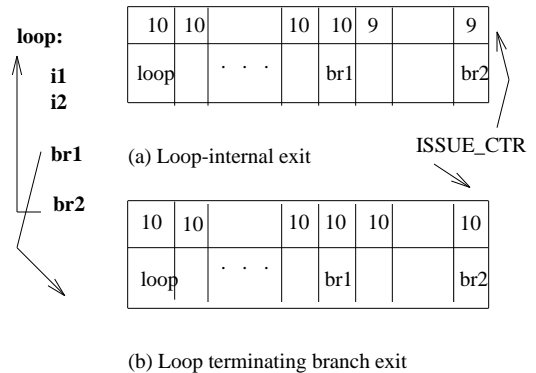 loop:
i1
i2
br1
br2
10 10 10 10 9 9
loop . . . br1 br2
(a) Loop-internal exit
ISSUE_CTR
10 10 10 10 10 10
loop . . . br1 br2
(b) Loop terminating branch exit